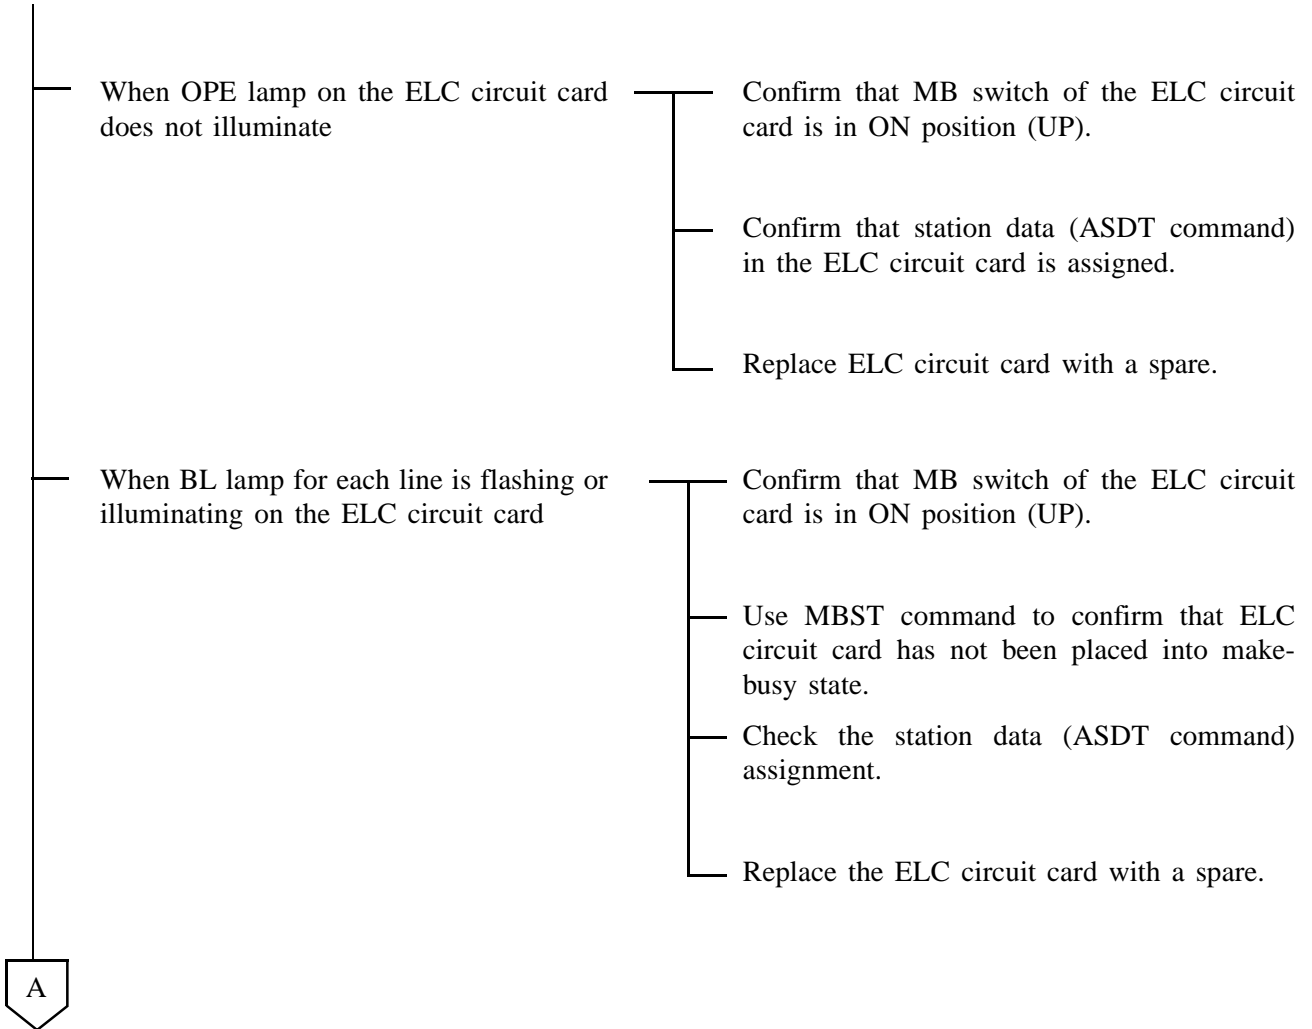 When OPE lamp on the ELC circuit card
does not illuminate
Confirm that MB switch of the ELC circuit
card is in ON position (UP).
Confirm that station data (ASDT command)
in the ELC circuit card is assigned.
Replace ELC circuit card with a spare.
When BL lamp for each line is flashing or
illuminating on the ELC circuit card
Confirm that MB switch of the ELC circuit
card is in ON position (UP).
Use MBST command to confirm that ELC
circuit card has not been placed into make-
busy state.
Check the station data (ASDT command)
assignment.
Replace the ELC circuit card with a spare.
A